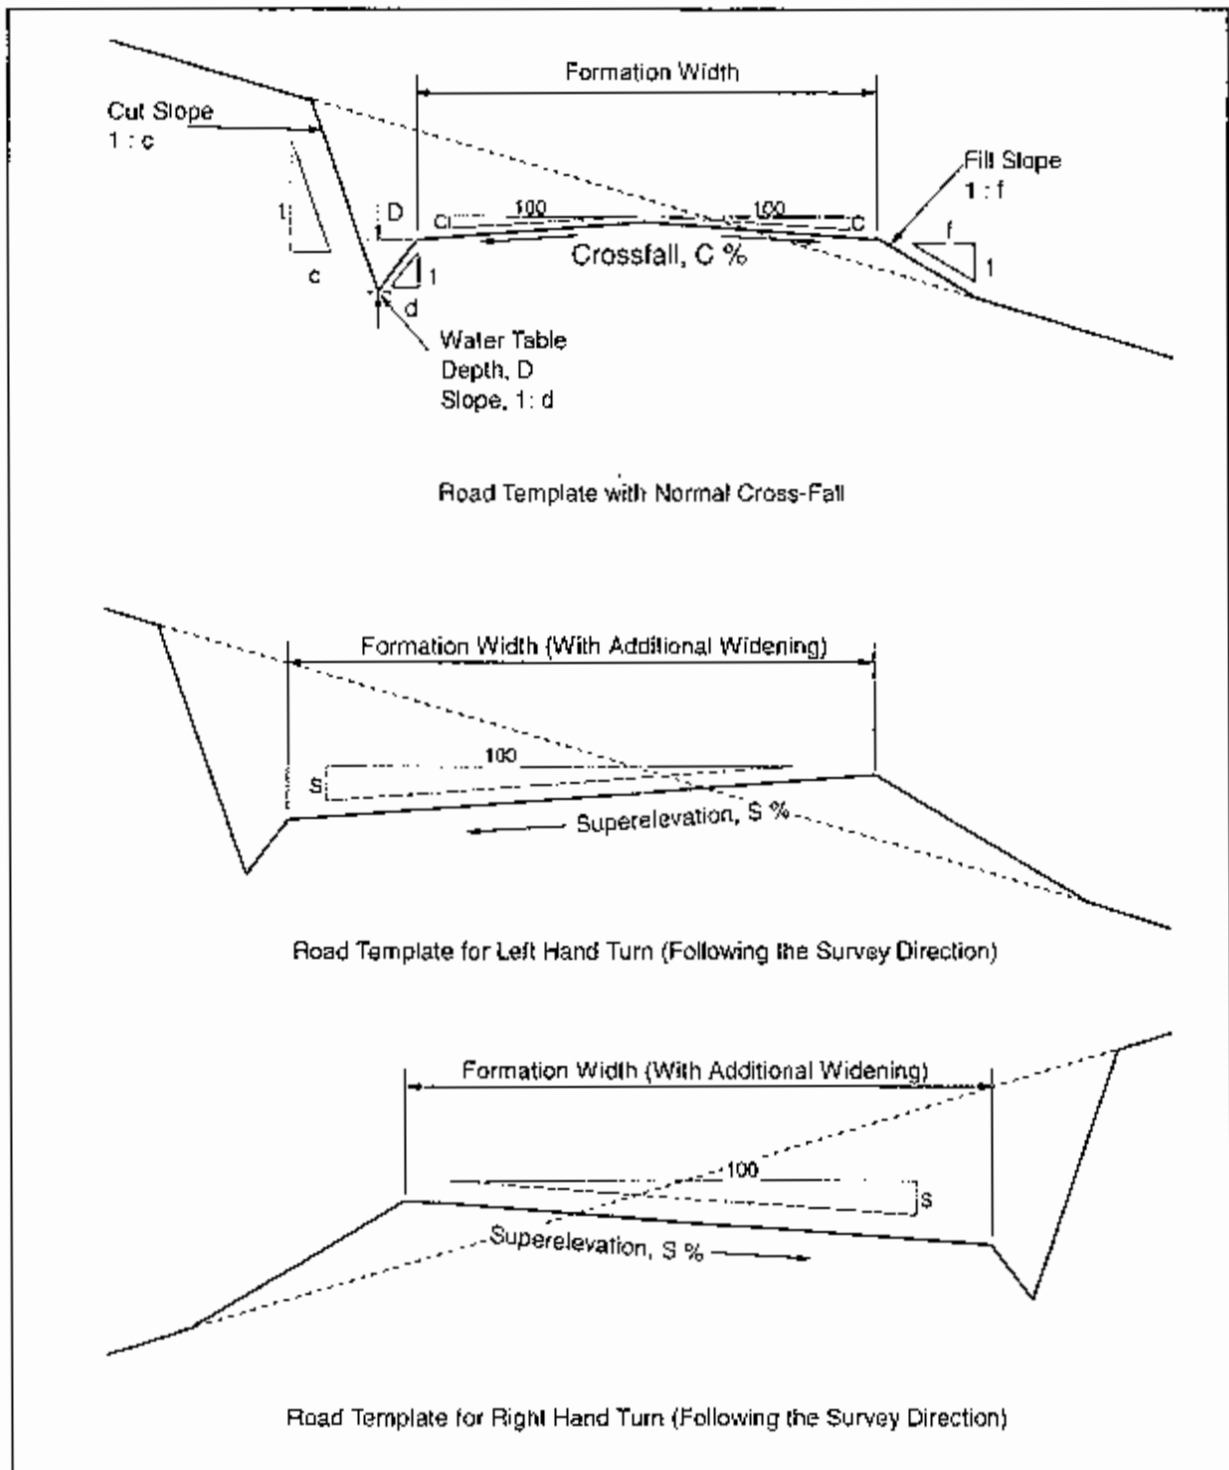 Formation Width
Cut Slope
1 : c
Fill Slope
1 : f
D
100
100
C
C
f
1
1
c
1
d
Crossfall, C %
Water Table
Depth, D
Slope, 1: d
Road Template with Normal Cross-Fall
Formation Width (With Additional Widening)
100
S
Superelevation, S %
Road Template for Left Hand Turn (Following the Survey Direction)
Formation Width (With Additional Widening)
100
S
Superelevation, S %
Road Template for Right Hand Turn (Following the Survey Direction)